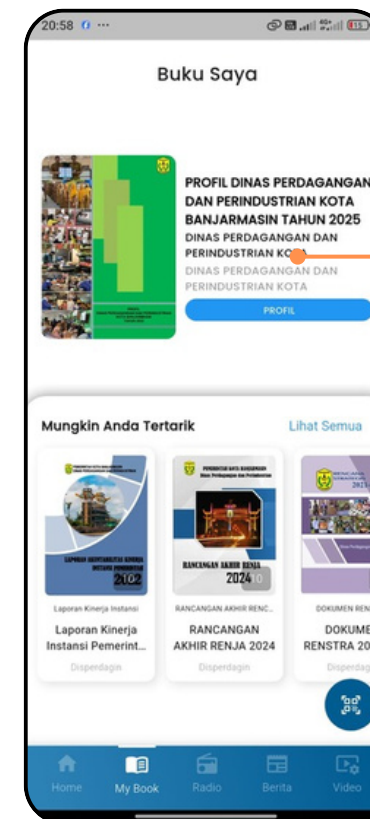 20:58
15
Buku Saya
PROFIL DINAS PERDAGANGAN
DAN PERINDUSTRIAN KOTA
BANJARMASIN TAHUN 2025
DINAS PERDAGANGAN DAN
PERINDUSTRIAN KOTA
DINAS PERDAGANGAN DAN
PERINDUSTRIAN KOTA
PROFIL
Mungkin Anda Tertarik
Lihat Semua
LAPORAN AKUNTABILITAS KINERJA
INSTANSI PEMERINTAH
PEMERINTAH KOTA BANJARMASIN
Dinas Perdagangan dan Perindustrian
RANCANGAN AKHIR RENJA
2024
10
RENCANA
Laporan Kinerja Instansi
RANCANGAN AKHIR RENC...
DOKUMEN REN
Laporan Kinerja
Instansi Pemerint...
RANCANGAN
AKHIR RENJA 2024
DOKUME
RENSTRA 20
Disperdagin
Disperdagin
Disperdag
Home
My Book
Radio
Berita
Video